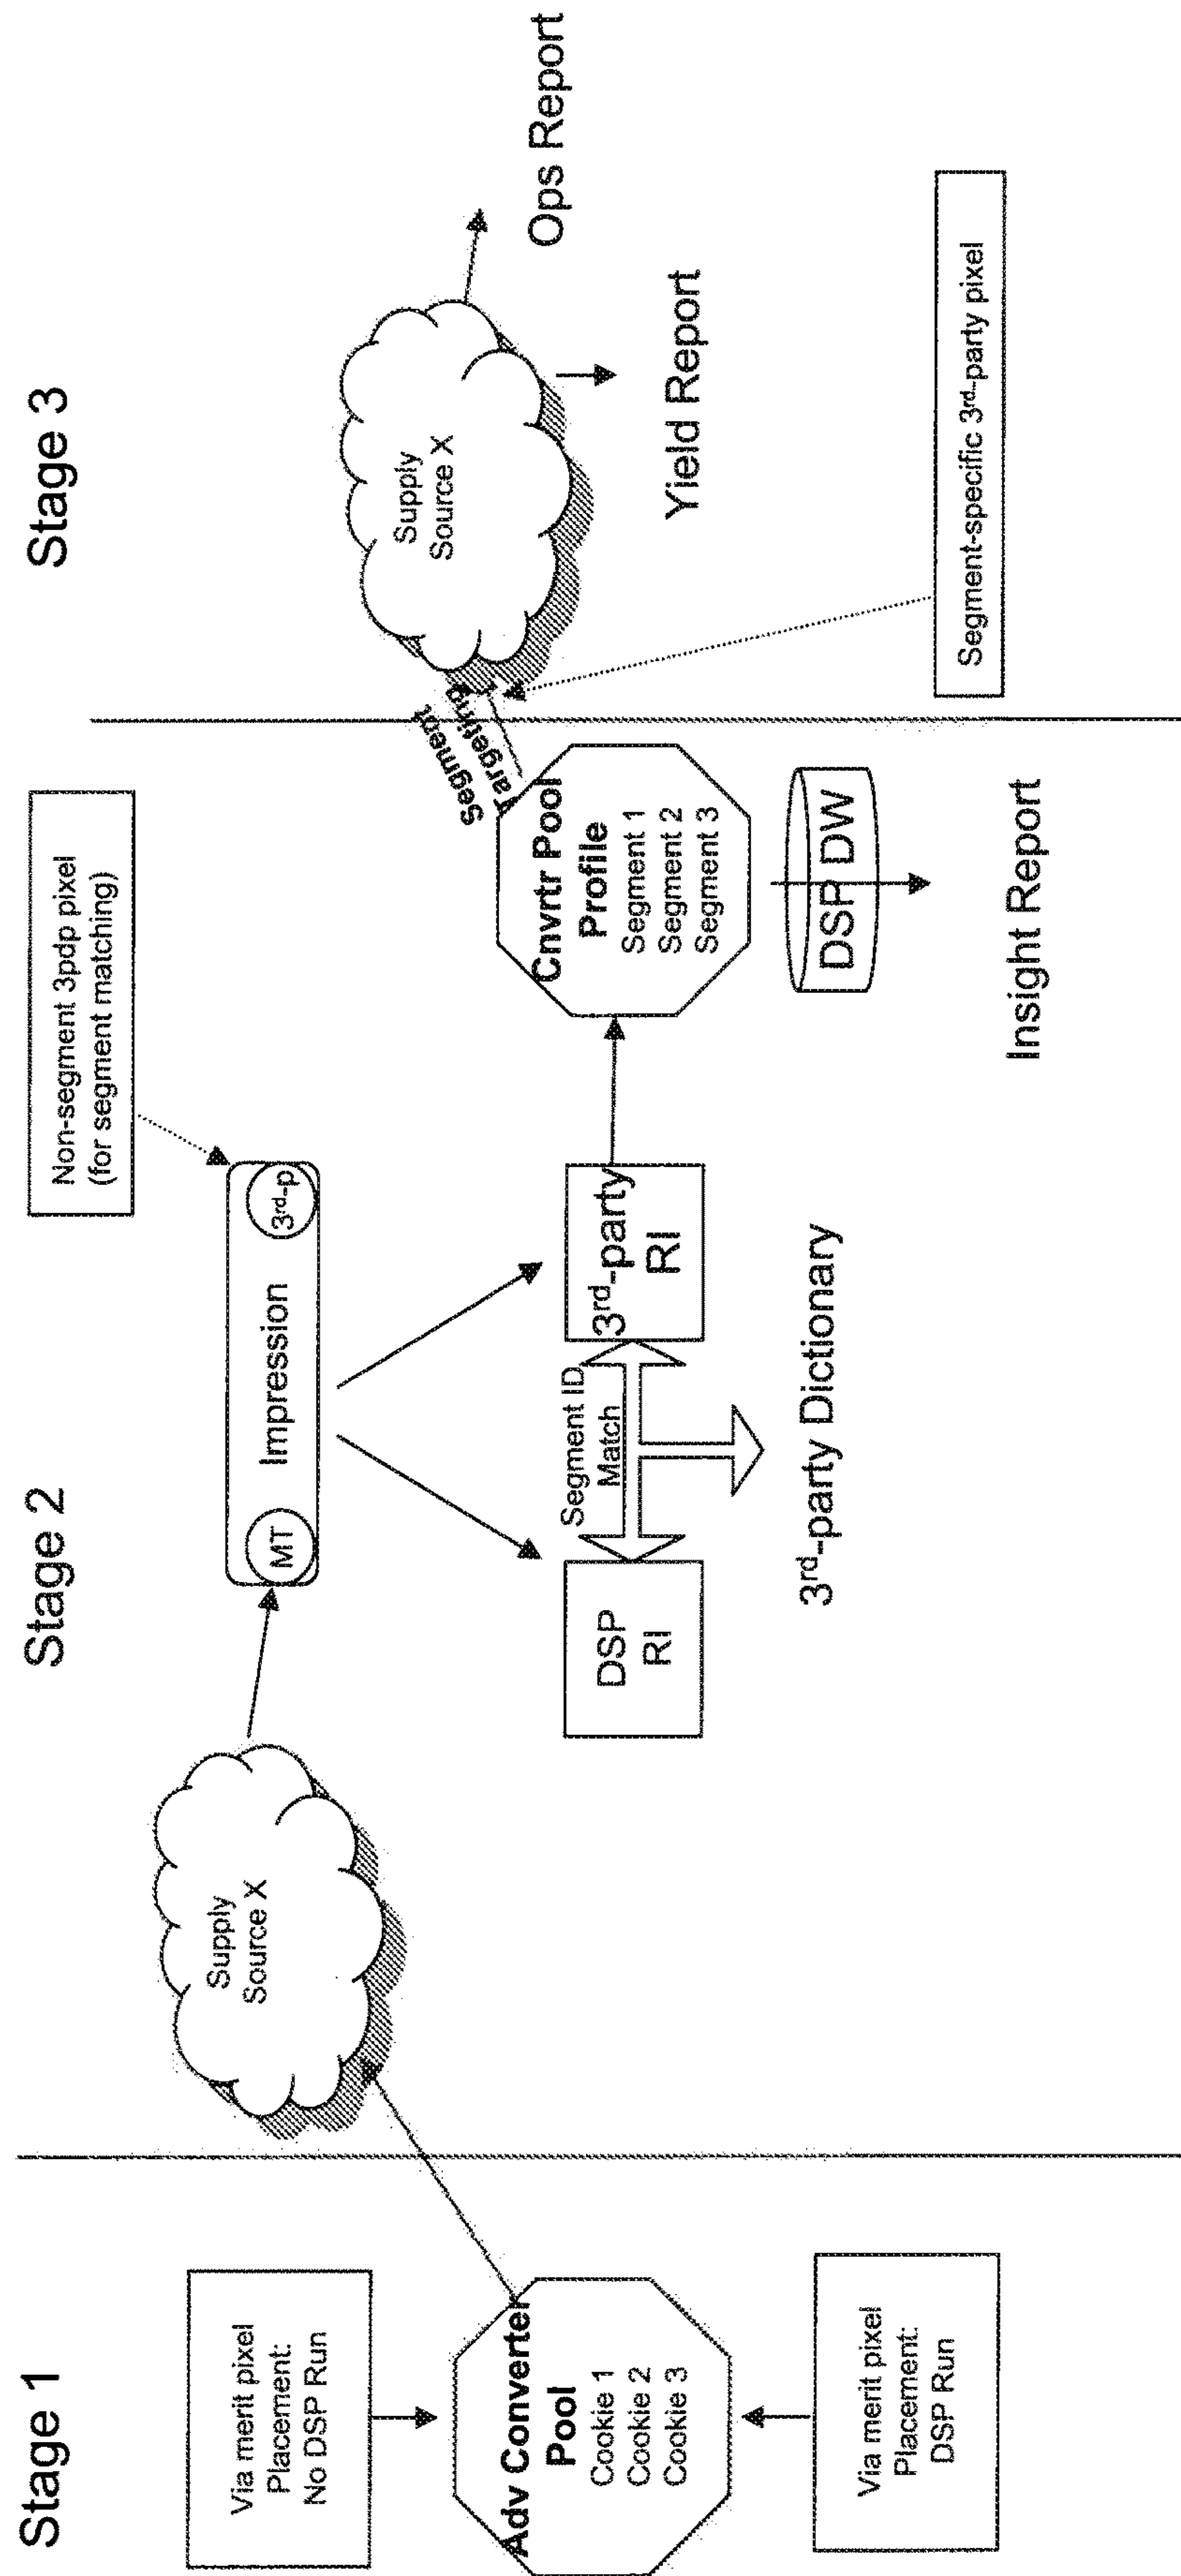 Stage 1
Via merit pixel
Placement:
No DSP Run
Adv Converter
Pool
Cookie 1
Cookie 2
Cookie 3
Via merit pixel
Placement:
DSP Run
Stage 2
Supply
Source X
MT
Impression
3rd-p
Non-segment 3pdp pixel
(for segment matching)
DSP
RI
Segment ID
Match
3rd-party
RI
3rd-party Dictionary
Cnvrtr Pool
Profile
Segment 1
Segment 2
Segment 3
DSP DW
Insight Report
Stage 3
Segment
Targeting
Supply
Source X
Ops Report
Yield Report
Segment-specific 3rd-party pixel